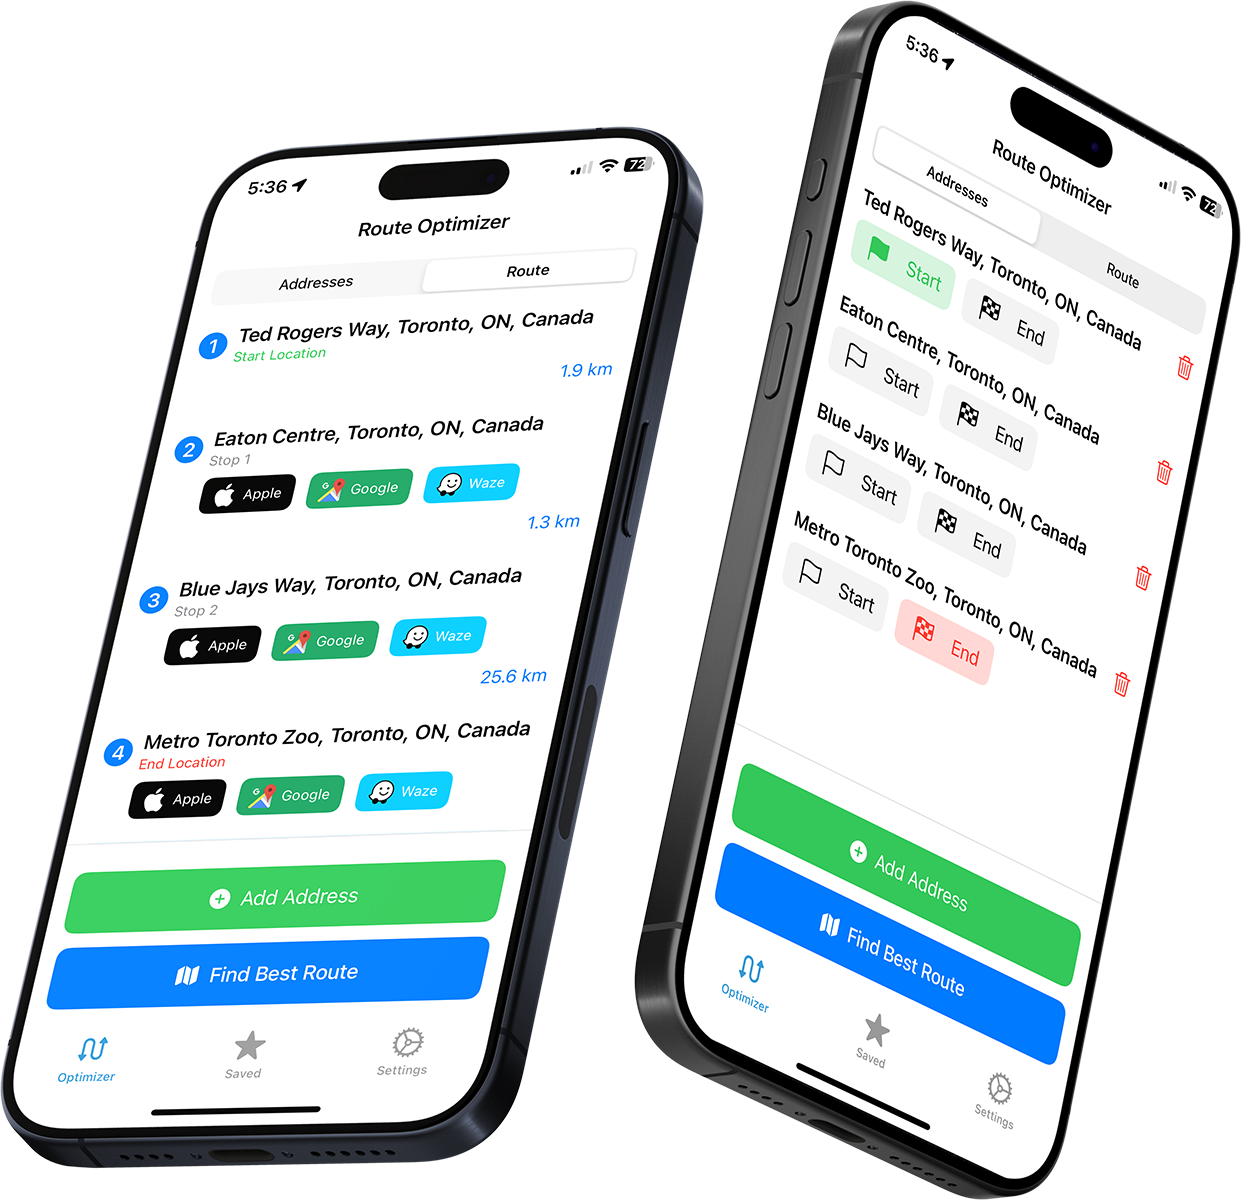 5:36
72
Route Optimizer
Addresses
Route
1
Ted Rogers Way, Toronto, ON, Canada
Start Location
1.9 km
2
Eaton Centre, Toronto, ON, Canada
Stop 1
Apple
Google
Waze
1.3 km
3
Blue Jays Way, Toronto, ON, Canada
Stop 2
Apple
Google
Waze
25.6 km
4
Metro Toronto Zoo, Toronto, ON, Canada
End Location
Apple
Google
Waze
Add Address
Find Best Route
Optimizer
Saved
Settings
5:36
72
Route Optimizer
Addresses
Route
Ted Rogers Way, Toronto, ON, Canada
Start
End
Eaton Centre, Toronto, ON, Canada
Start
End
Blue Jays Way, Toronto, ON, Canada
Start
End
Metro Toronto Zoo, Toronto, ON, Canada
Start
End
Add Address
Find Best Route
Optimizer
Saved
Settings